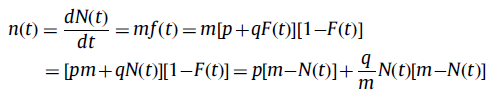 n(t) = dN(t)/dt = mf(t) = m[p+qF(t)][1−F(t)]
= [pm+qN(t)][1−F(t)] = p[m−N(t)]+ q/m N(t)[m−N(t)]